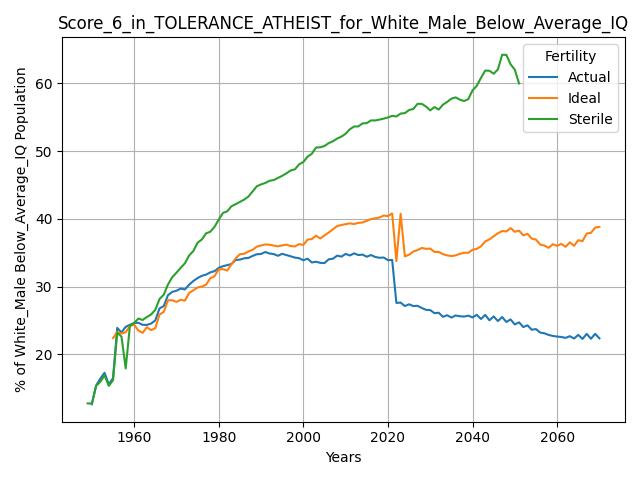 Score_6_in_TOLERANCE_ATHEIST_for_White_Male_Below_Average_IQ
% of White_Male Below_Average_IQ Population
60
50
40
30
20
Fertility
Actual
Ideal
Sterile
1960 1980 2000 2020 2040 2060
Years